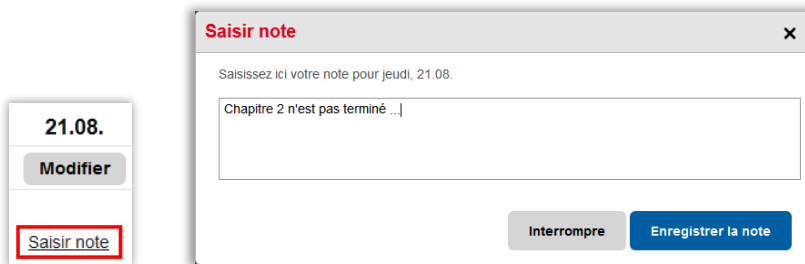 21.08.
Modifier
Saisir note
Saisir note
×
Saisissez ici votre note pour jeudi, 21.08.
Chapitre 2 n'est pas terminé ...
Interrompre
Enregistrer la note